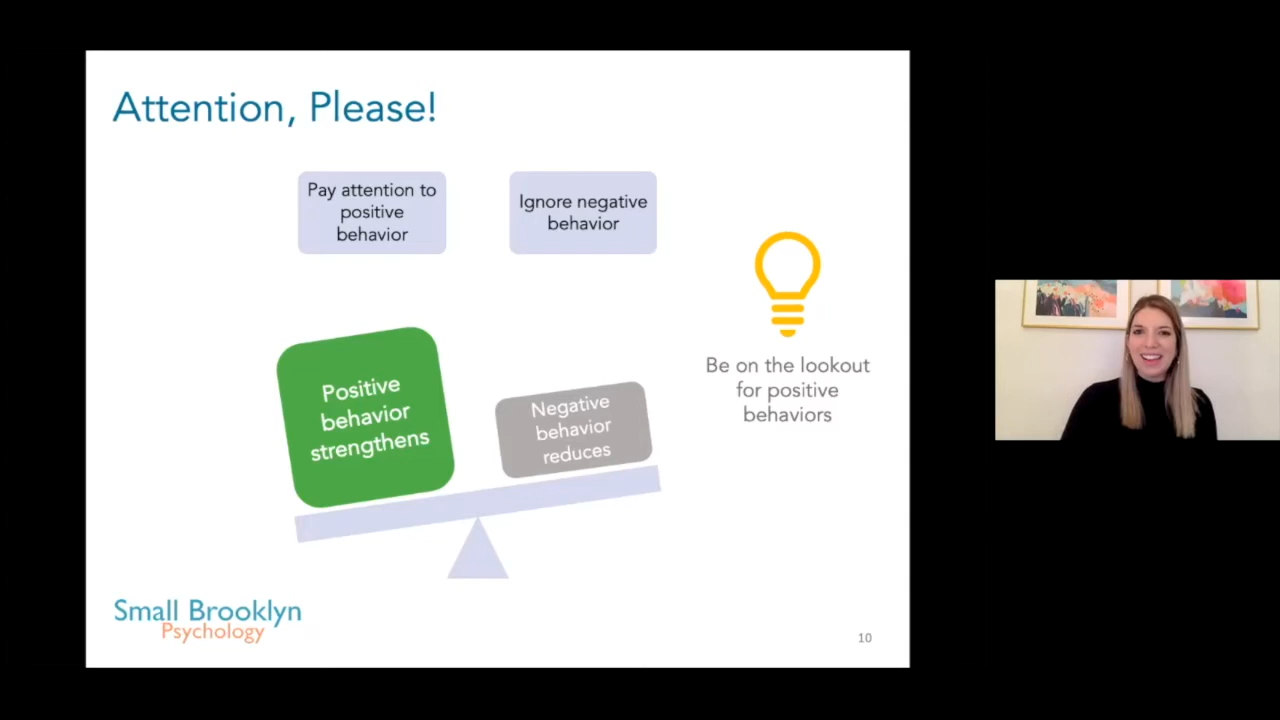 Attention, Please!
Pay attention to
positive
behavior
Ignore negative
behavior
Positive
behavior
strengthens
Negative
behavior
reduces
Be on the lookout
for positive
behaviors
Small Brooklyn
Psychology
10